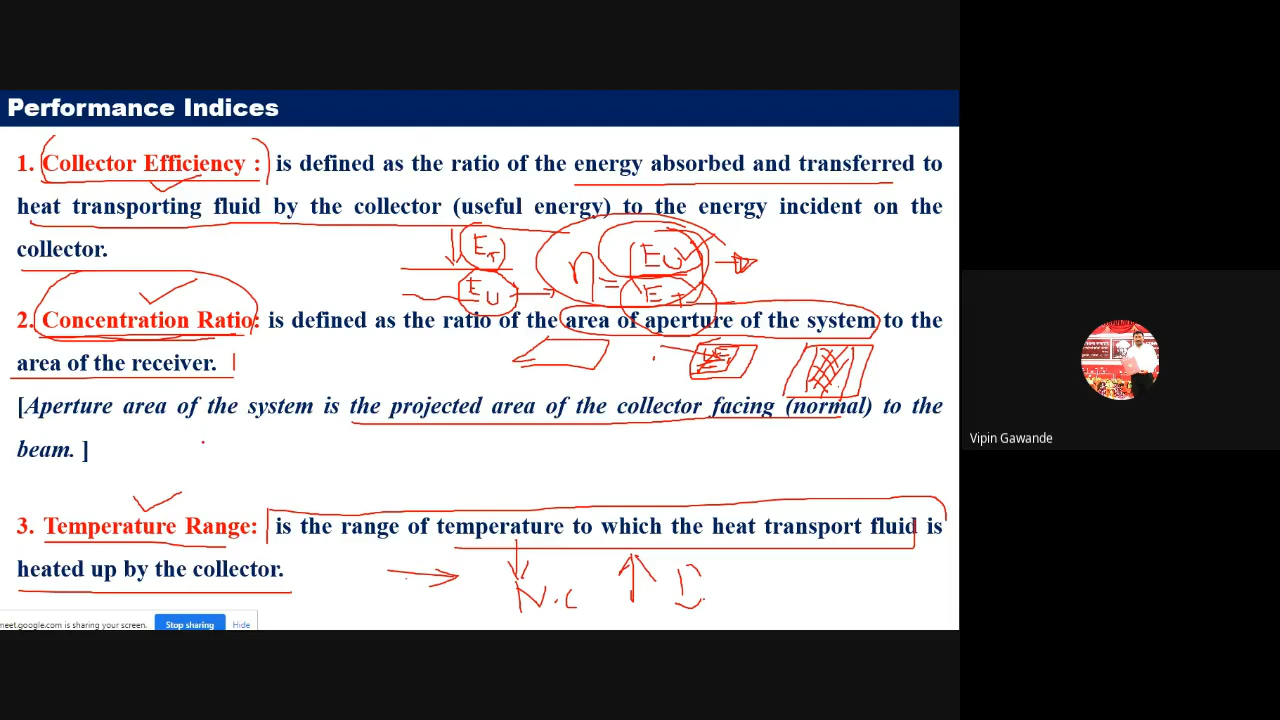 Performance Indices
1. Collector Efficiency : is defined as the ratio of the energy absorbed and transferred to
heat transporting fluid by the collector (useful energy) to the energy incident on the
collector.
η = Eu
E
Eu
2. Concentration Ratio: is defined as the ratio of the area of aperture of the system to the
area of the receiver.
[Aperture area of the system is the projected area of the collector facing (normal) to the
beam. ]
3. Temperature Range: is the range of temperature to which the heat transport fluid is
heated up by the collector.
N.C
meet.google.com is sharing your screen. Stop sharing Hide
Vipin Gawande